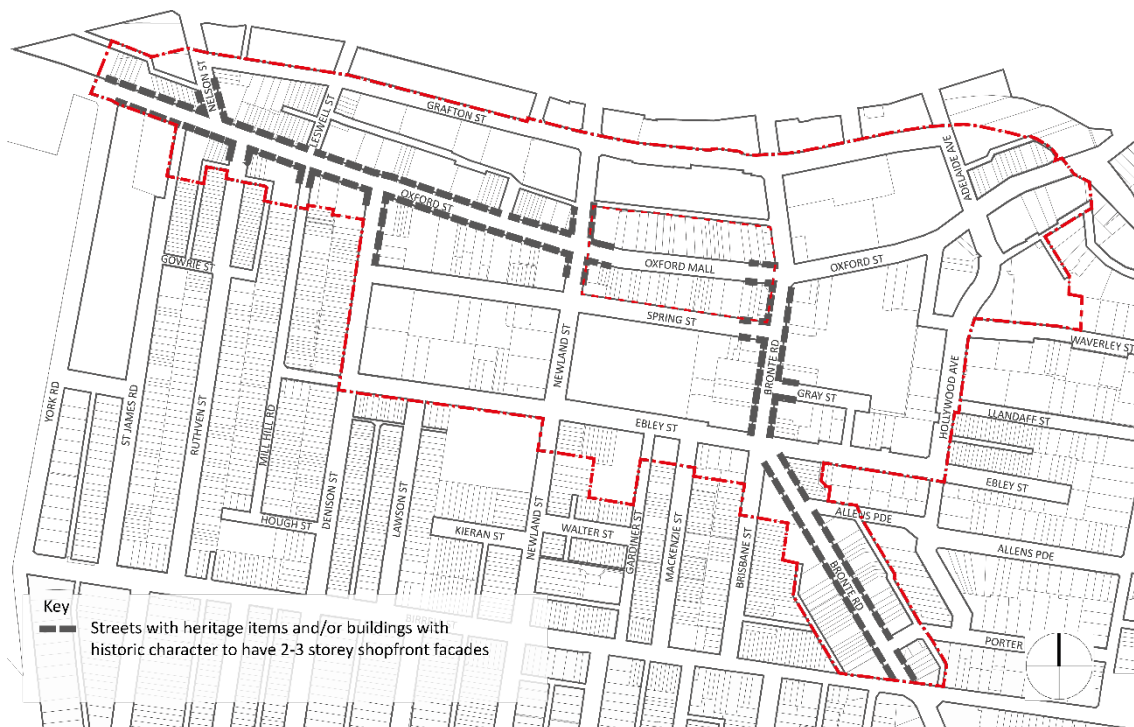 NELSON ST
LESWELL ST
GRAFTON ST
ADELAIDE AVE
OXFORD ST
OXFORD MALL
OXFORD ST
GOWRIE ST
SPRING ST
WAVERLEY ST
BRONTE RD
NEWLAND ST
HOLLYWOOD AVE
GRAY ST
LLANDAFF ST
YORK RD
ST JAMES RD
RUTHVEN ST
MILL HILL RD
EBLEY ST
EBLEY ST
DENISON ST
LAWSON ST
ALLENS PDE
HOUGH ST
KIERAN ST
NEWLAND ST
WALTER ST
GARDINER ST
MACKENZIE ST
BRISBANE ST
ALLENS PDE
BRONTE RD
PORTER
Key
Streets with heritage items and/or buildings with
historic character to have 2-3 storey shopfront facades